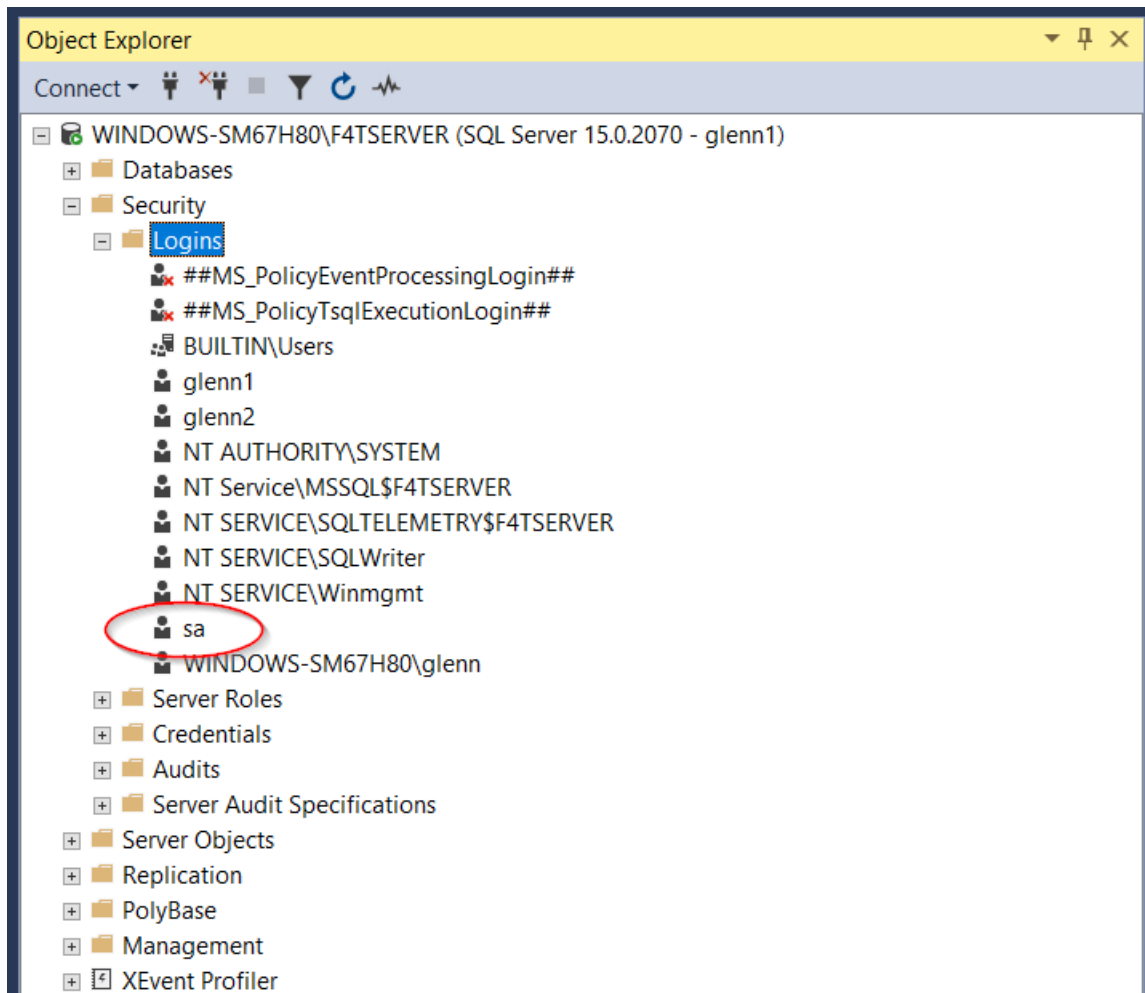 Object Explorer
Connect
WINDOWS-SM67H80\F4TSERVER (SQL Server 15.0.2070 - glenn1)
Databases
Security
Logins
##MS_PolicyEventProcessingLogin##
##MS_PolicyTsqlExecutionLogin##
BUILTIN\Users
glenn1
glenn2
NT AUTHORITY\SYSTEM
NT Service\MSSQL$F4TSERVER
NT SERVICE\SQLTELEMETRY$F4TSERVER
NT SERVICE\SQLWriter
NT SERVICE\Winmgmt
sa
WINDOWS-SM67H80\glenn
Server Roles
Credentials
Audits
Server Audit Specifications
Server Objects
Replication
PolyBase
Management
XEvent Profiler